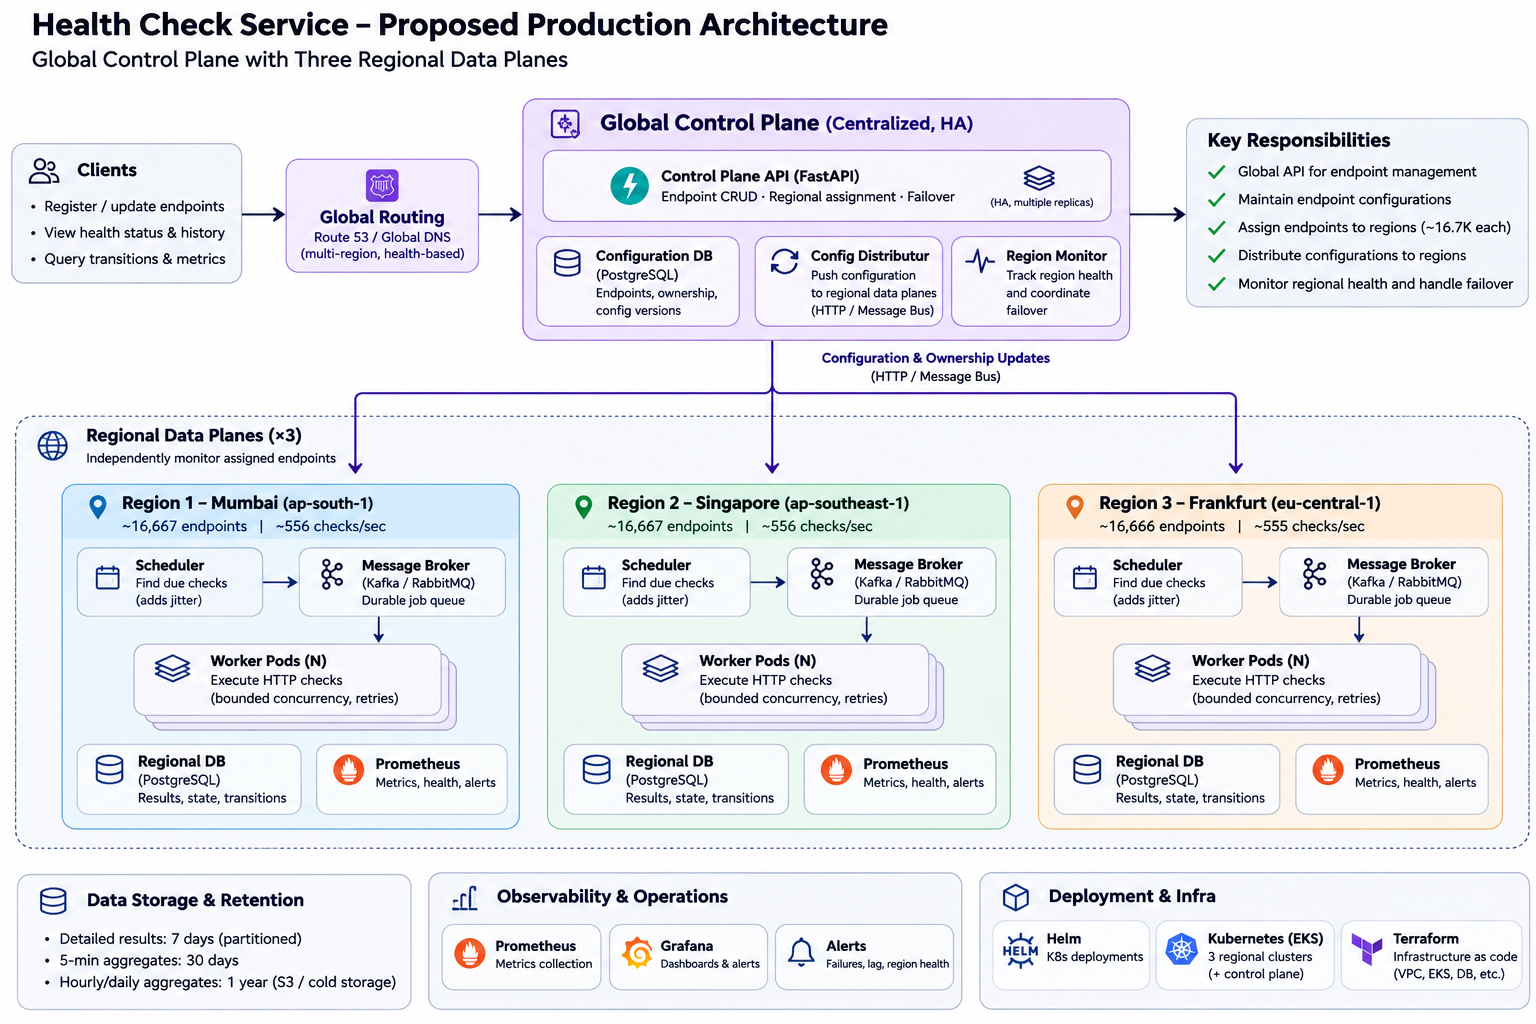 Health Check Service – Proposed Production Architecture
Global Control Plane with Three Regional Data Planes
Clients
• Register / update endpoints
• View health status & history
• Query transitions & metrics
Global Routing
Route 53 / Global DNS
(multi-region, health-based)
Global Control Plane (Centralized, HA)
Control Plane API (FastAPI)
Endpoint CRUD · Regional assignment · Failover
(HA, multiple replicas)
Configuration DB
(PostgreSQL)
Endpoints, ownership,
config versions
Config Distributur
Push configuration
to regional data planes
(HTTP / Message Bus)
Region Monitor
Track region health
and coordinate
failover
Key Responsibilities
Global API for endpoint management
Maintain endpoint configurations
Assign endpoints to regions (~16.7K each)
Distribute configurations to regions
Monitor regional health and handle failover
Configuration & Ownership Updates
(HTTP / Message Bus)
Regional Data Planes (×3)
Independently monitor assigned endpoints
Region 1 – Mumbai (ap-south-1)
~16,667 endpoints | ~556 checks/sec
Scheduler
Find due checks
(adds jitter)
Message Broker
(Kafka / RabbitMQ)
Durable job queue
Worker Pods (N)
Execute HTTP checks
(bounded concurrency, retries)
Regional DB
(PostgreSQL)
Results, state, transitions
Prometheus
Metrics, health, alerts
Region 2 – Singapore (ap-southeast-1)
~16,667 endpoints | ~556 checks/sec
Scheduler
Find due checks
(adds jitter)
Message Broker
(Kafka / RabbitMQ)
Durable job queue
Worker Pods (N)
Execute HTTP checks
(bounded concurrency, retries)
Regional DB
(PostgreSQL)
Results, state, transitions
Prometheus
Metrics, health, alerts
Region 3 – Frankfurt (eu-central-1)
~16,666 endpoints | ~555 checks/sec
Scheduler
Find due checks
(adds jitter)
Message Broker
(Kafka / RabbitMQ)
Durable job queue
Worker Pods (N)
Execute HTTP checks
(bounded concurrency, retries)
Regional DB
(PostgreSQL)
Results, state, transitions
Prometheus
Metrics, health, alerts
Data Storage & Retention
• Detailed results: 7 days (partitioned)
• 5-min aggregates: 30 days
• Hourly/daily aggregates: 1 year (S3 / cold storage)
Observability & Operations
Prometheus
Metrics collection
Grafana
Dashboards & alerts
Alerts
Failures, lag, region health
Deployment & Infra
HELM
Helm
K8s deployments
Kubernetes (EKS)
3 regional clusters
(+ control plane)
Terraform
Infrastructure as code
(VPC, EKS, DB, etc.)